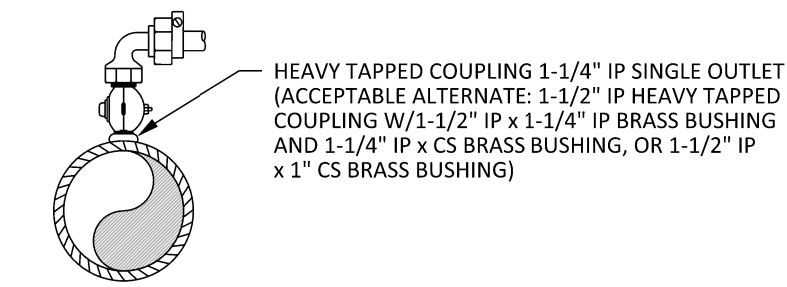 HEAVY TAPPED COUPLING 1-1/4" IP SINGLE OUTLET
(ACCEPTABLE ALTERNATE: 1-1/2" IP HEAVY TAPPED
COUPLING W/1-1/2" IP x 1-1/4" IP BRASS BUSHING
AND 1-1/4" IP x CS BRASS BUSHING, OR 1-1/2" IP
x 1" CS BRASS BUSHING)